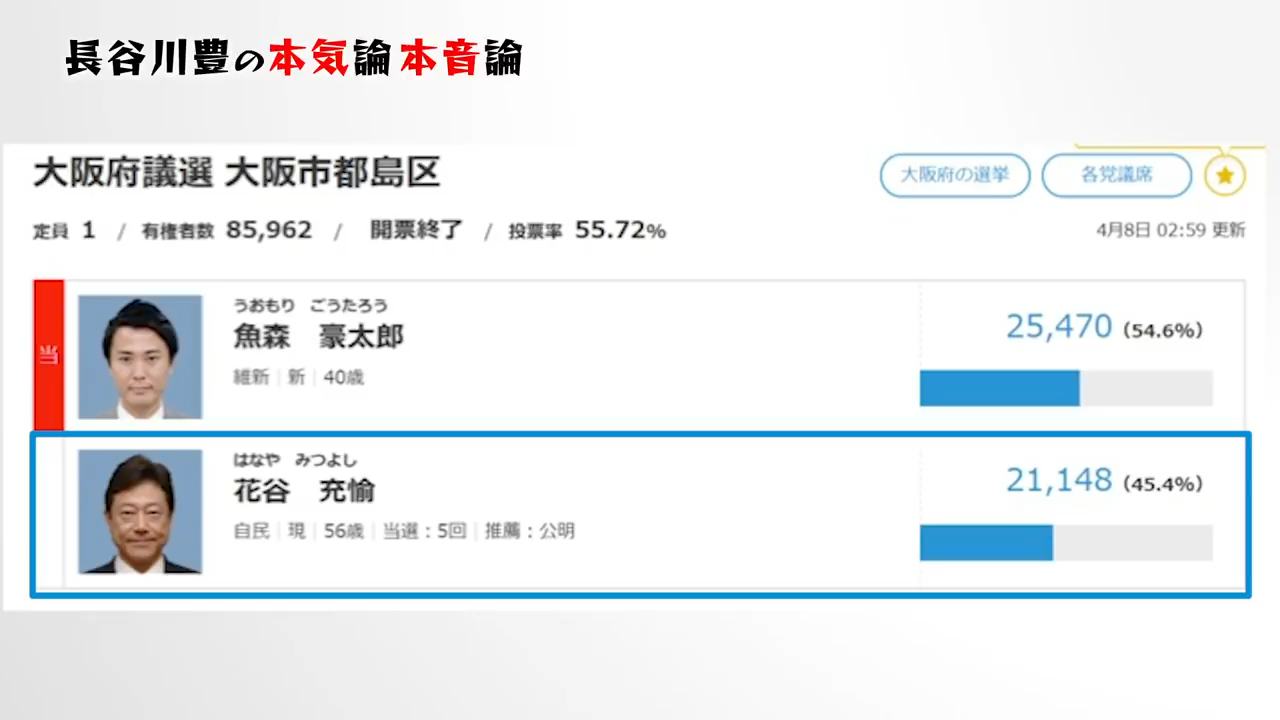 長谷川豊の本気論本音論
大阪府議選 大阪市都島区
大阪府の選挙
各党議席
定員 1 / 有権者数 85,962 / 開票終了 / 投票率 55.72%
4月8日 02:59 更新
当
うおもり ごうたろう
魚森 豪太郎
維新 | 新 | 40歳
25,470 (54.6%)
はなや みつよし
花谷 充愉
自民 | 現 | 56歳 | 当選:5回 | 推薦:公明
21,148 (45.4%)